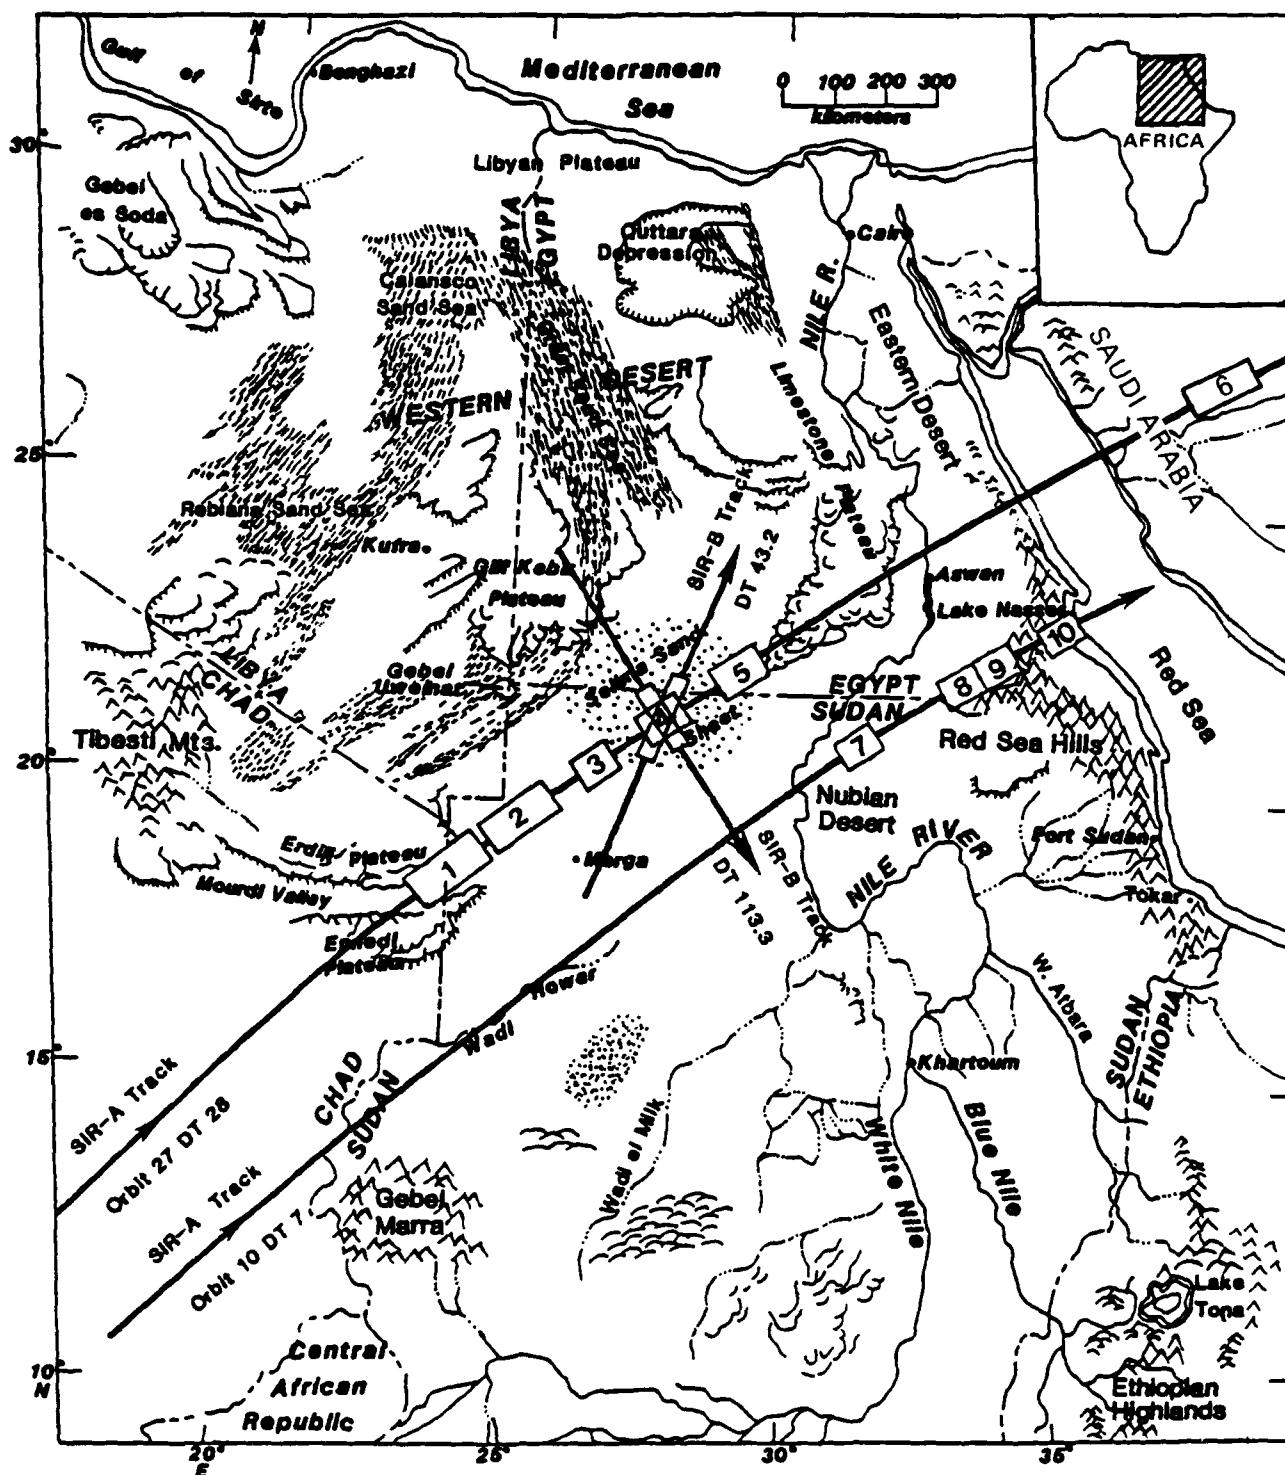 Gulf
of
Sirte
N
Benghazi
Mediterranean
Sea
0 100 200 300
kilometers
AFRICA
30°
Libyan Plateau
Gebel
es Soda
LIBYA
EGYPT
Quttara
Depression
Cairo
Calansco
Sand Sea
NILE R.
Eastern Desert
SAUDI ARABIA
6
WESTERN DESERT
Limestone Plateau
25°
Rebiana Sand Sea
Kufra
SIR-B Track
DT 43.2
Gilf Kebir
Plateau
Aswan
Lake Nasser
10
9
8
LIBYA
CHAD
Gebel
Uweinat
Selima Sand
Sheet
5
4
EGYPT
SUDAN
Red Sea
Tibesti Mts.
20°
3
7
Red Sea Hills
2
Nubian
Desert
Erdis Plateau
1
Merga
SIR-B Track
DT 113.3
NILE RIVER
Port Sudan
Mourdi Valley
Tokar
Ennedi
Plateau
Wadi Howar
W. Atbara
SUDAN
ETHIOPIA
15°
CHAD
SUDAN
Khartoum
SIR-A Track
Orbit 27 DT 28
Wadi el Milk
White Nile
Blue Nile
SIR-A Track
Orbit 10 DT 7
Gebel
Marra
Lake
Tona
10°
N
Central
African
Republic
Ethiopian
Highlands
20°
E
25°
30°
35°